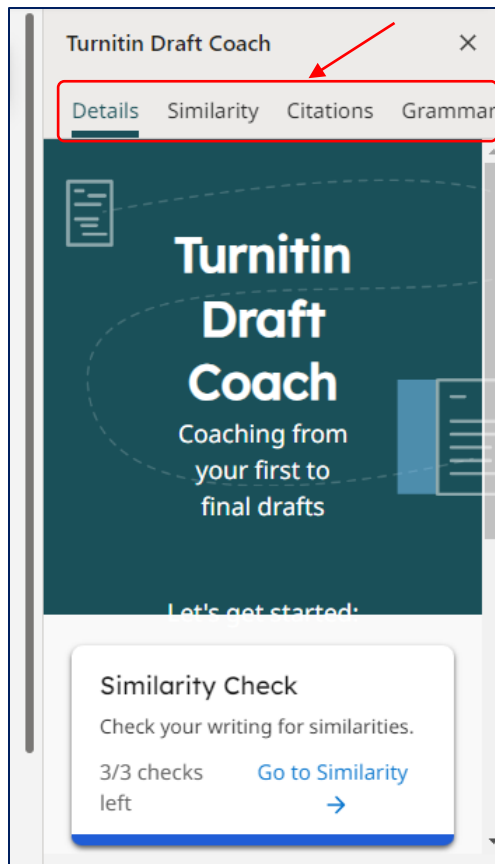 Turnitin Draft Coach
Details Similarity Citations Grammar
Turnitin
Draft
Coach
Coaching from
your first to
final drafts
Let's get started:
Similarity Check
Check your writing for similarities.
3/3 checks
left
Go to Similarity
→